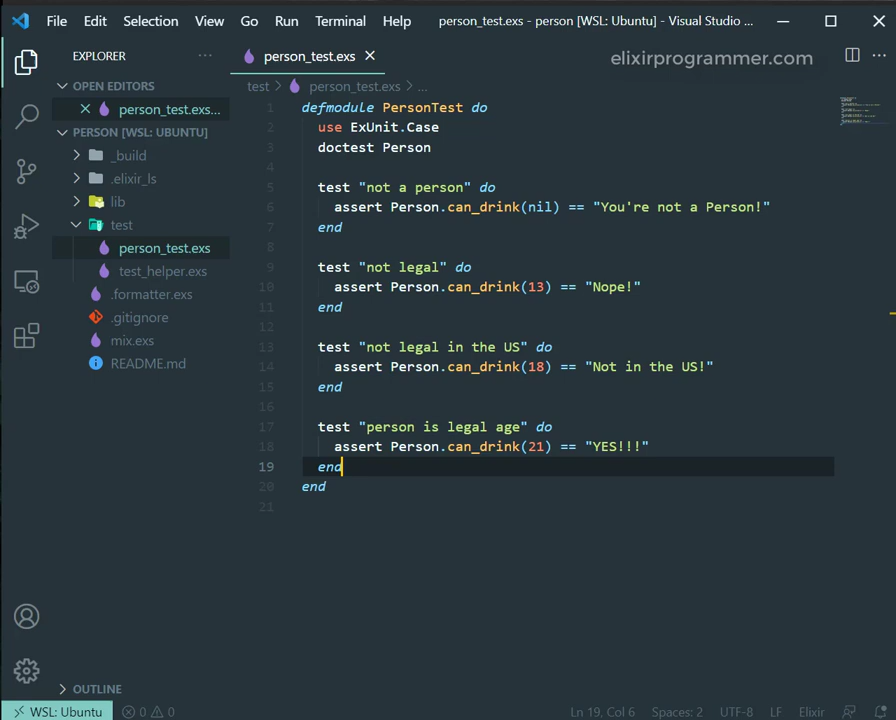 File Edit Selection View Go Run Terminal Help person_test.exs - person [WSL: Ubuntu] - Visual Studio ...
EXPLORER ...
person_test.exs
elixirprogrammer.com
OPEN EDITORS
person_test.exs...
PERSON [WSL: UBUNTU]
_build
.elixir_ls
lib
test
person_test.exs
test_helper.exs
.formatter.exs
.gitignore
mix.exs
README.md
OUTLINE
test > person_test.exs > ...
1 defmodule PersonTest do
2 use ExUnit.Case
3 doctest Person
4
5 test "not a person" do
6 assert Person.can_drink(nil) == "You're not a Person!"
7 end
8
9 test "not legal" do
10 assert Person.can_drink(13) == "Nope!"
11 end
12
13 test "not legal in the US" do
14 assert Person.can_drink(18) == "Not in the US!"
15 end
16
17 test "person is legal age" do
18 assert Person.can_drink(21) == "YES!!!"
19 end
20 end
21
WSL: Ubuntu 0 0 Ln 19, Col 6 Spaces: 2 UTF-8 LF Elixir